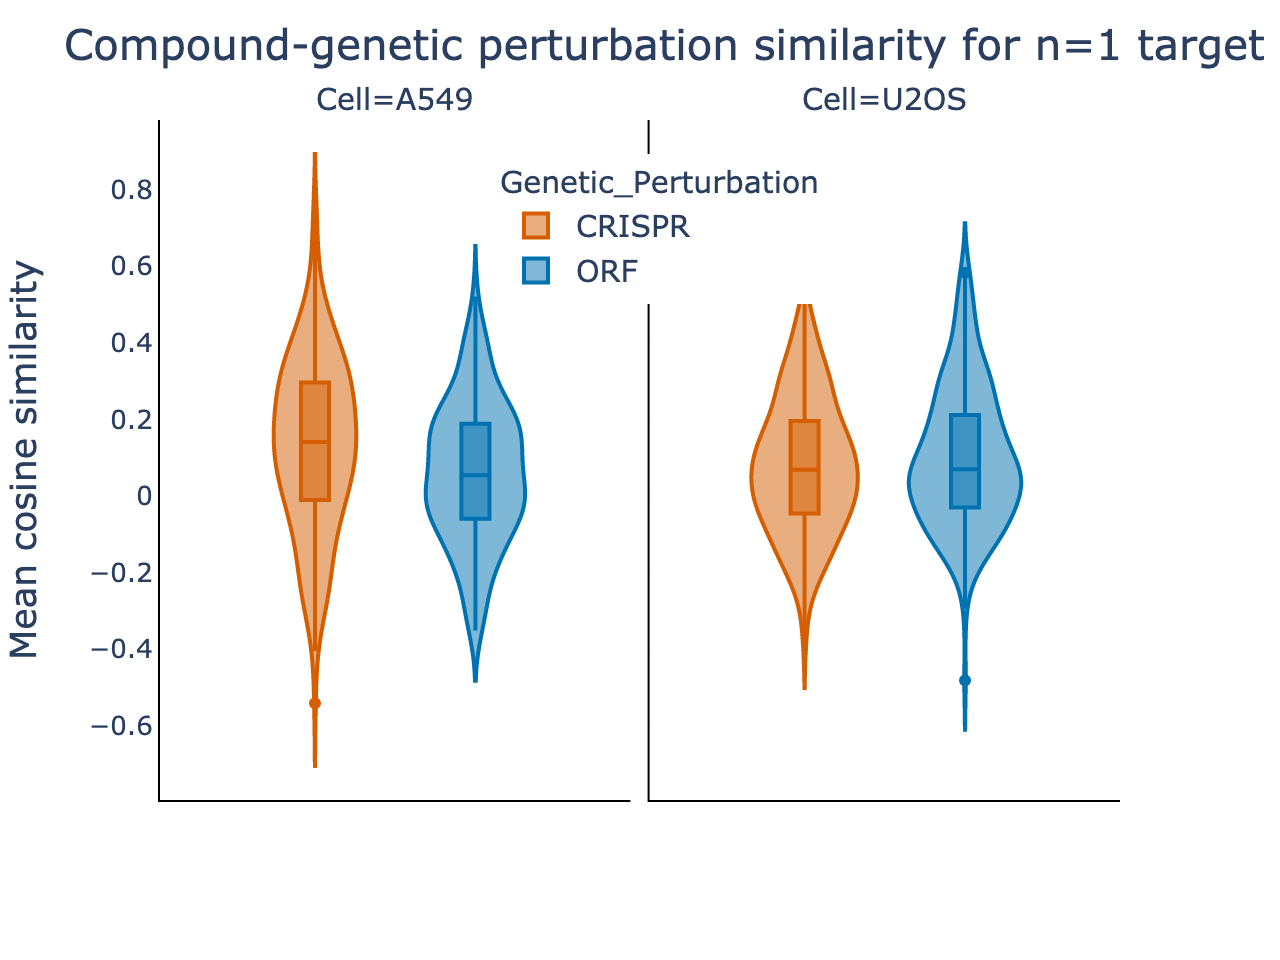 Compound-genetic perturbation similarity for n=1 target
Cell=A549
Cell=U2OS
Genetic_Perturbation
CRISPR
ORF
Mean cosine similarity
0.8
0.6
0.4
0.2
0
−0.2
−0.4
−0.6